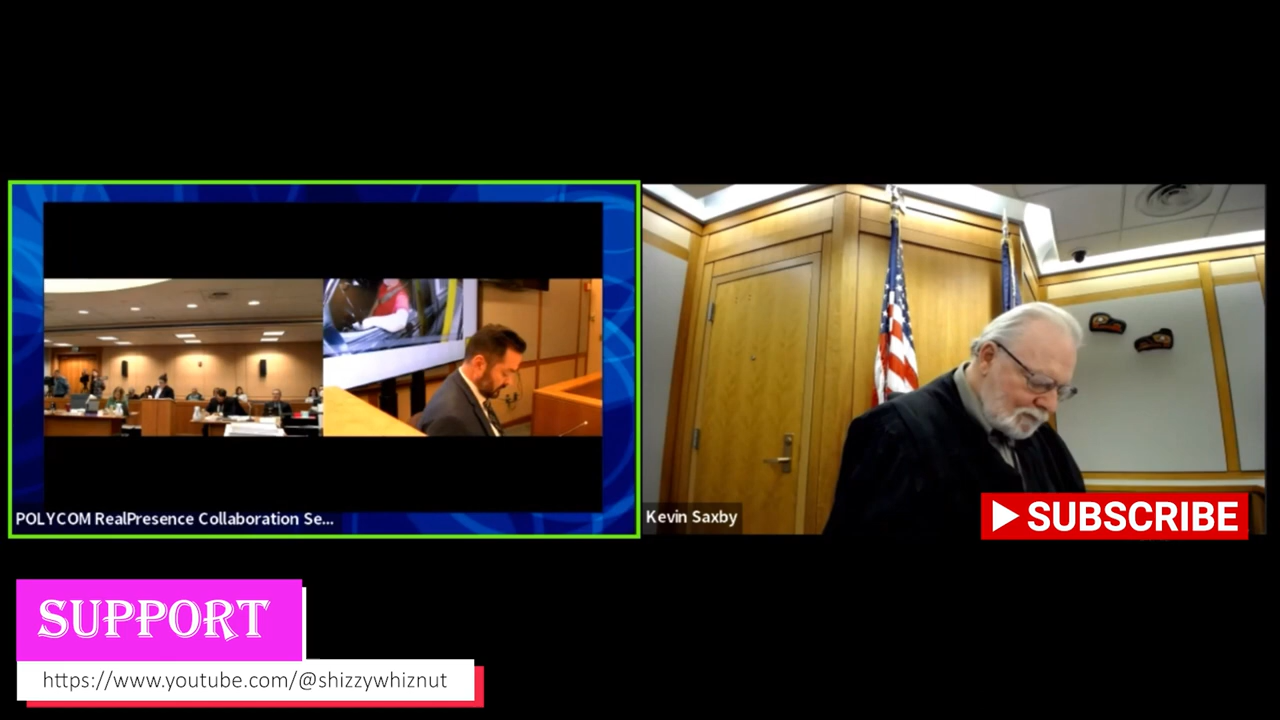 POLYCOM RealPresence Collaboration Se...
Kevin Saxby
SUBSCRIBE
SUPPORT
https://www.youtube.com/@shizzywhiznut